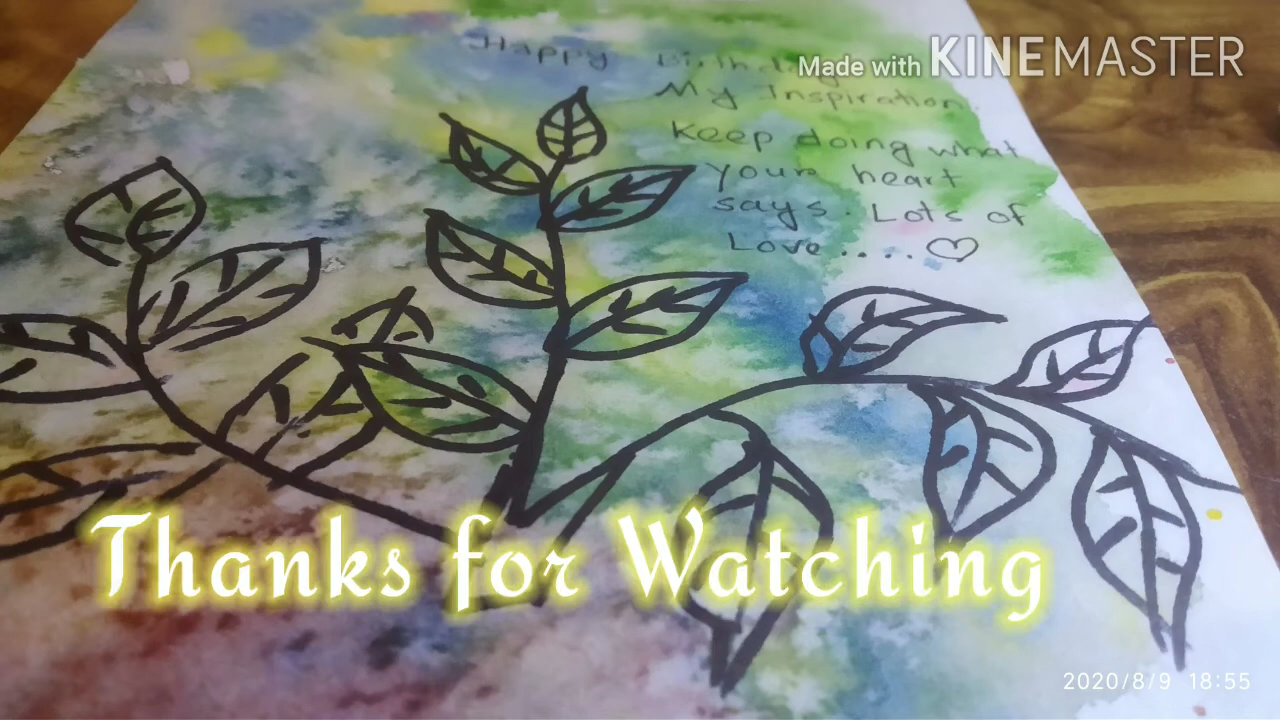 Made with KINEMASTER
Happy Birthday
My Inspiration.
Keep doing what
your heart
says. Lots of
Love..... ♡
Thanks for Watching
2020/8/9 18:55